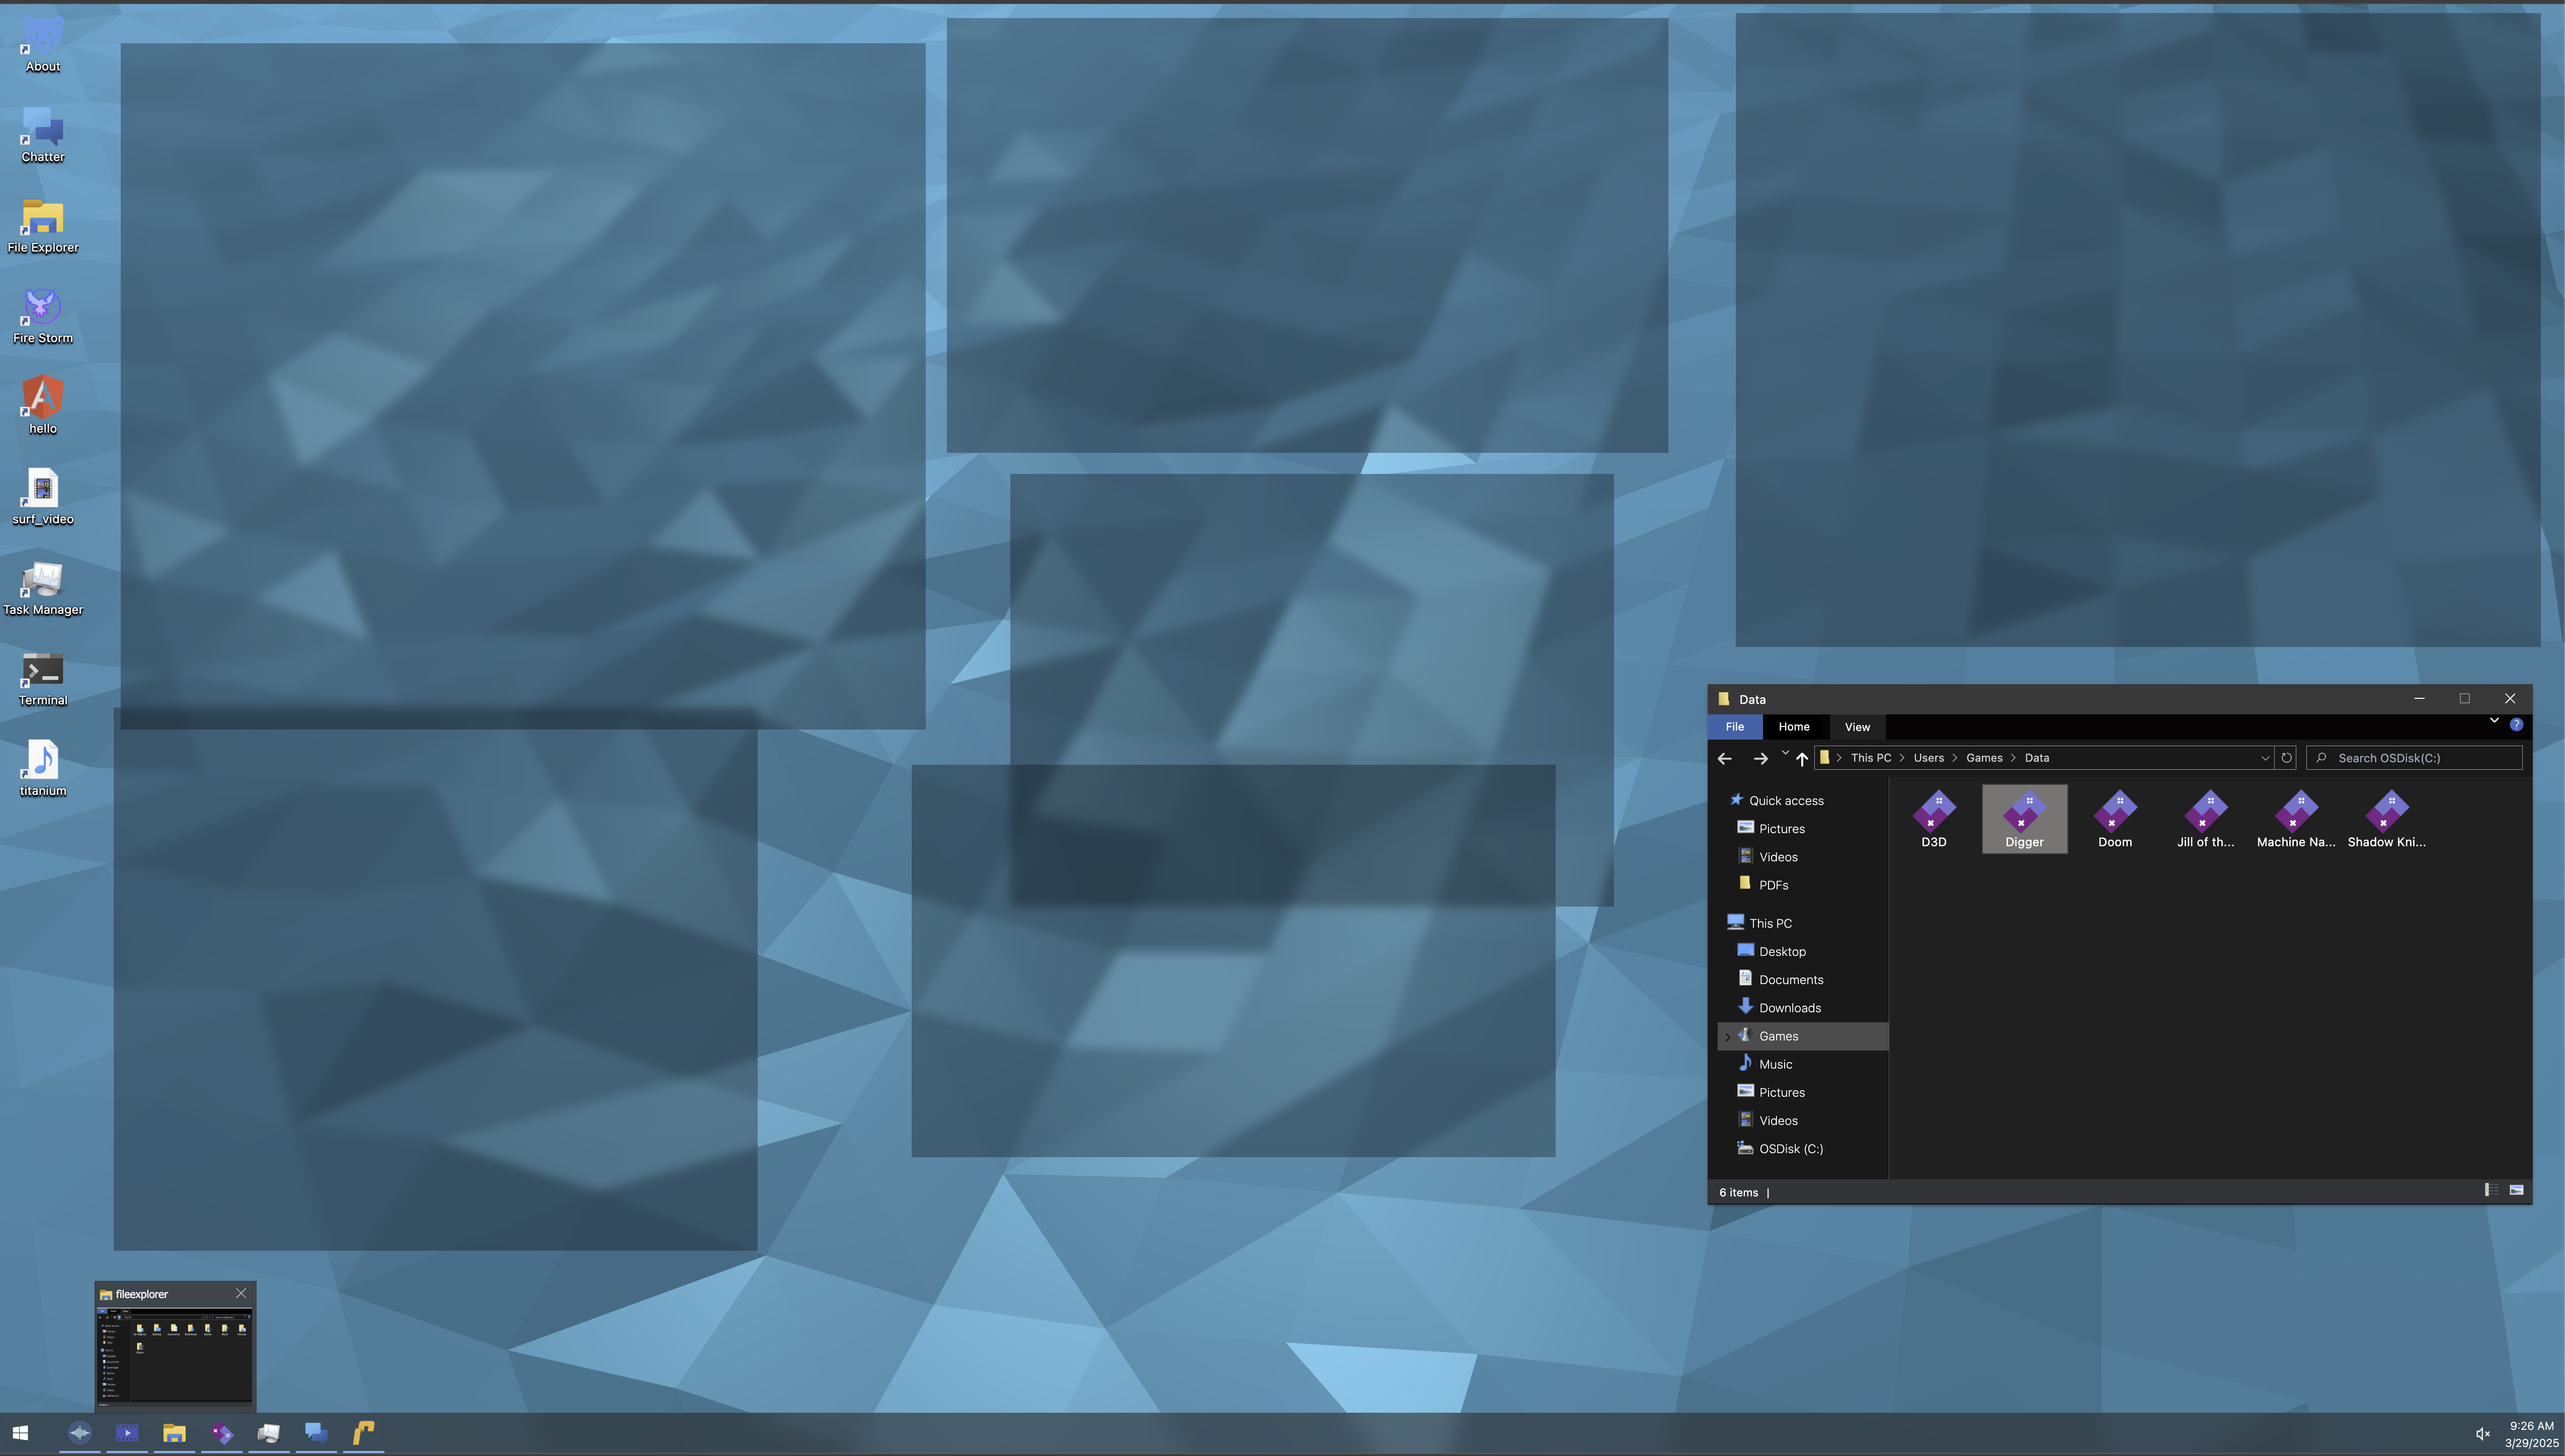 About
Chatter
File Explorer
Fire Storm
hello
surf_video
Task Manager
Terminal
titanium
Data
File Home View
?
This PC Users Games Data
Search OSDisk(C:)
Quick access
Pictures
Videos
PDFs
This PC
Desktop
Documents
Downloads
Games
Music
Pictures
Videos
OSDisk (C:)
D3D Digger Doom Jill of th... Machine Na... Shadow Kni...
6 items |
fileexplorer
9:26 AM
3/29/2025